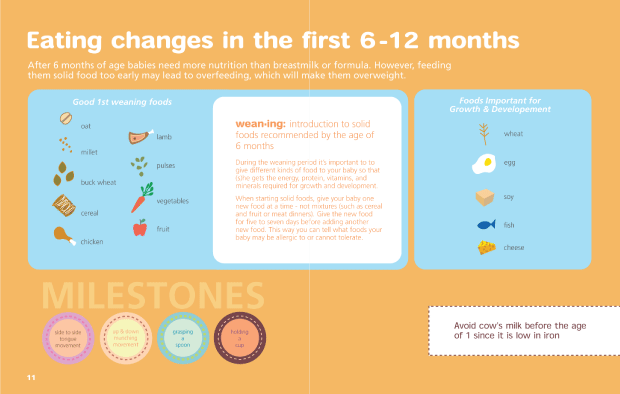 Eating changes in the first 6-12 months
After 6 months of age babies need more nutrition than breastmilk or formula. However, feeding
them solid food too early may lead to overfeeding, which will make them overweight.
Good 1st weaning foods
oat
millet
buck wheat
cereal
chicken
lamb
pulses
vegetables
fruit
wean·ing: introduction to solid
foods recommended by the age of
6 months
During the weaning period it's important to to
give different kinds of food to your baby so that
(s)he gets the energy, protein, vitamins, and
minerals required for growth and development.
When starting solid foods, give your baby one
new food at a time - not mixtures (such as cereal
and fruit or meat dinners). Give the new food
for five to seven days before adding another
new food. This way you can tell what foods your
baby may be allergic to or cannot tolerate.
Foods Important for
Growth & Developement
wheat
egg
soy
fish
cheese
MILESTONES
side to side
tongue
movement
up & down
munching
movement
grasping
a
spoon
holding
a
cup
Avoid cow's milk before the age
of 1 since it is low in iron
11